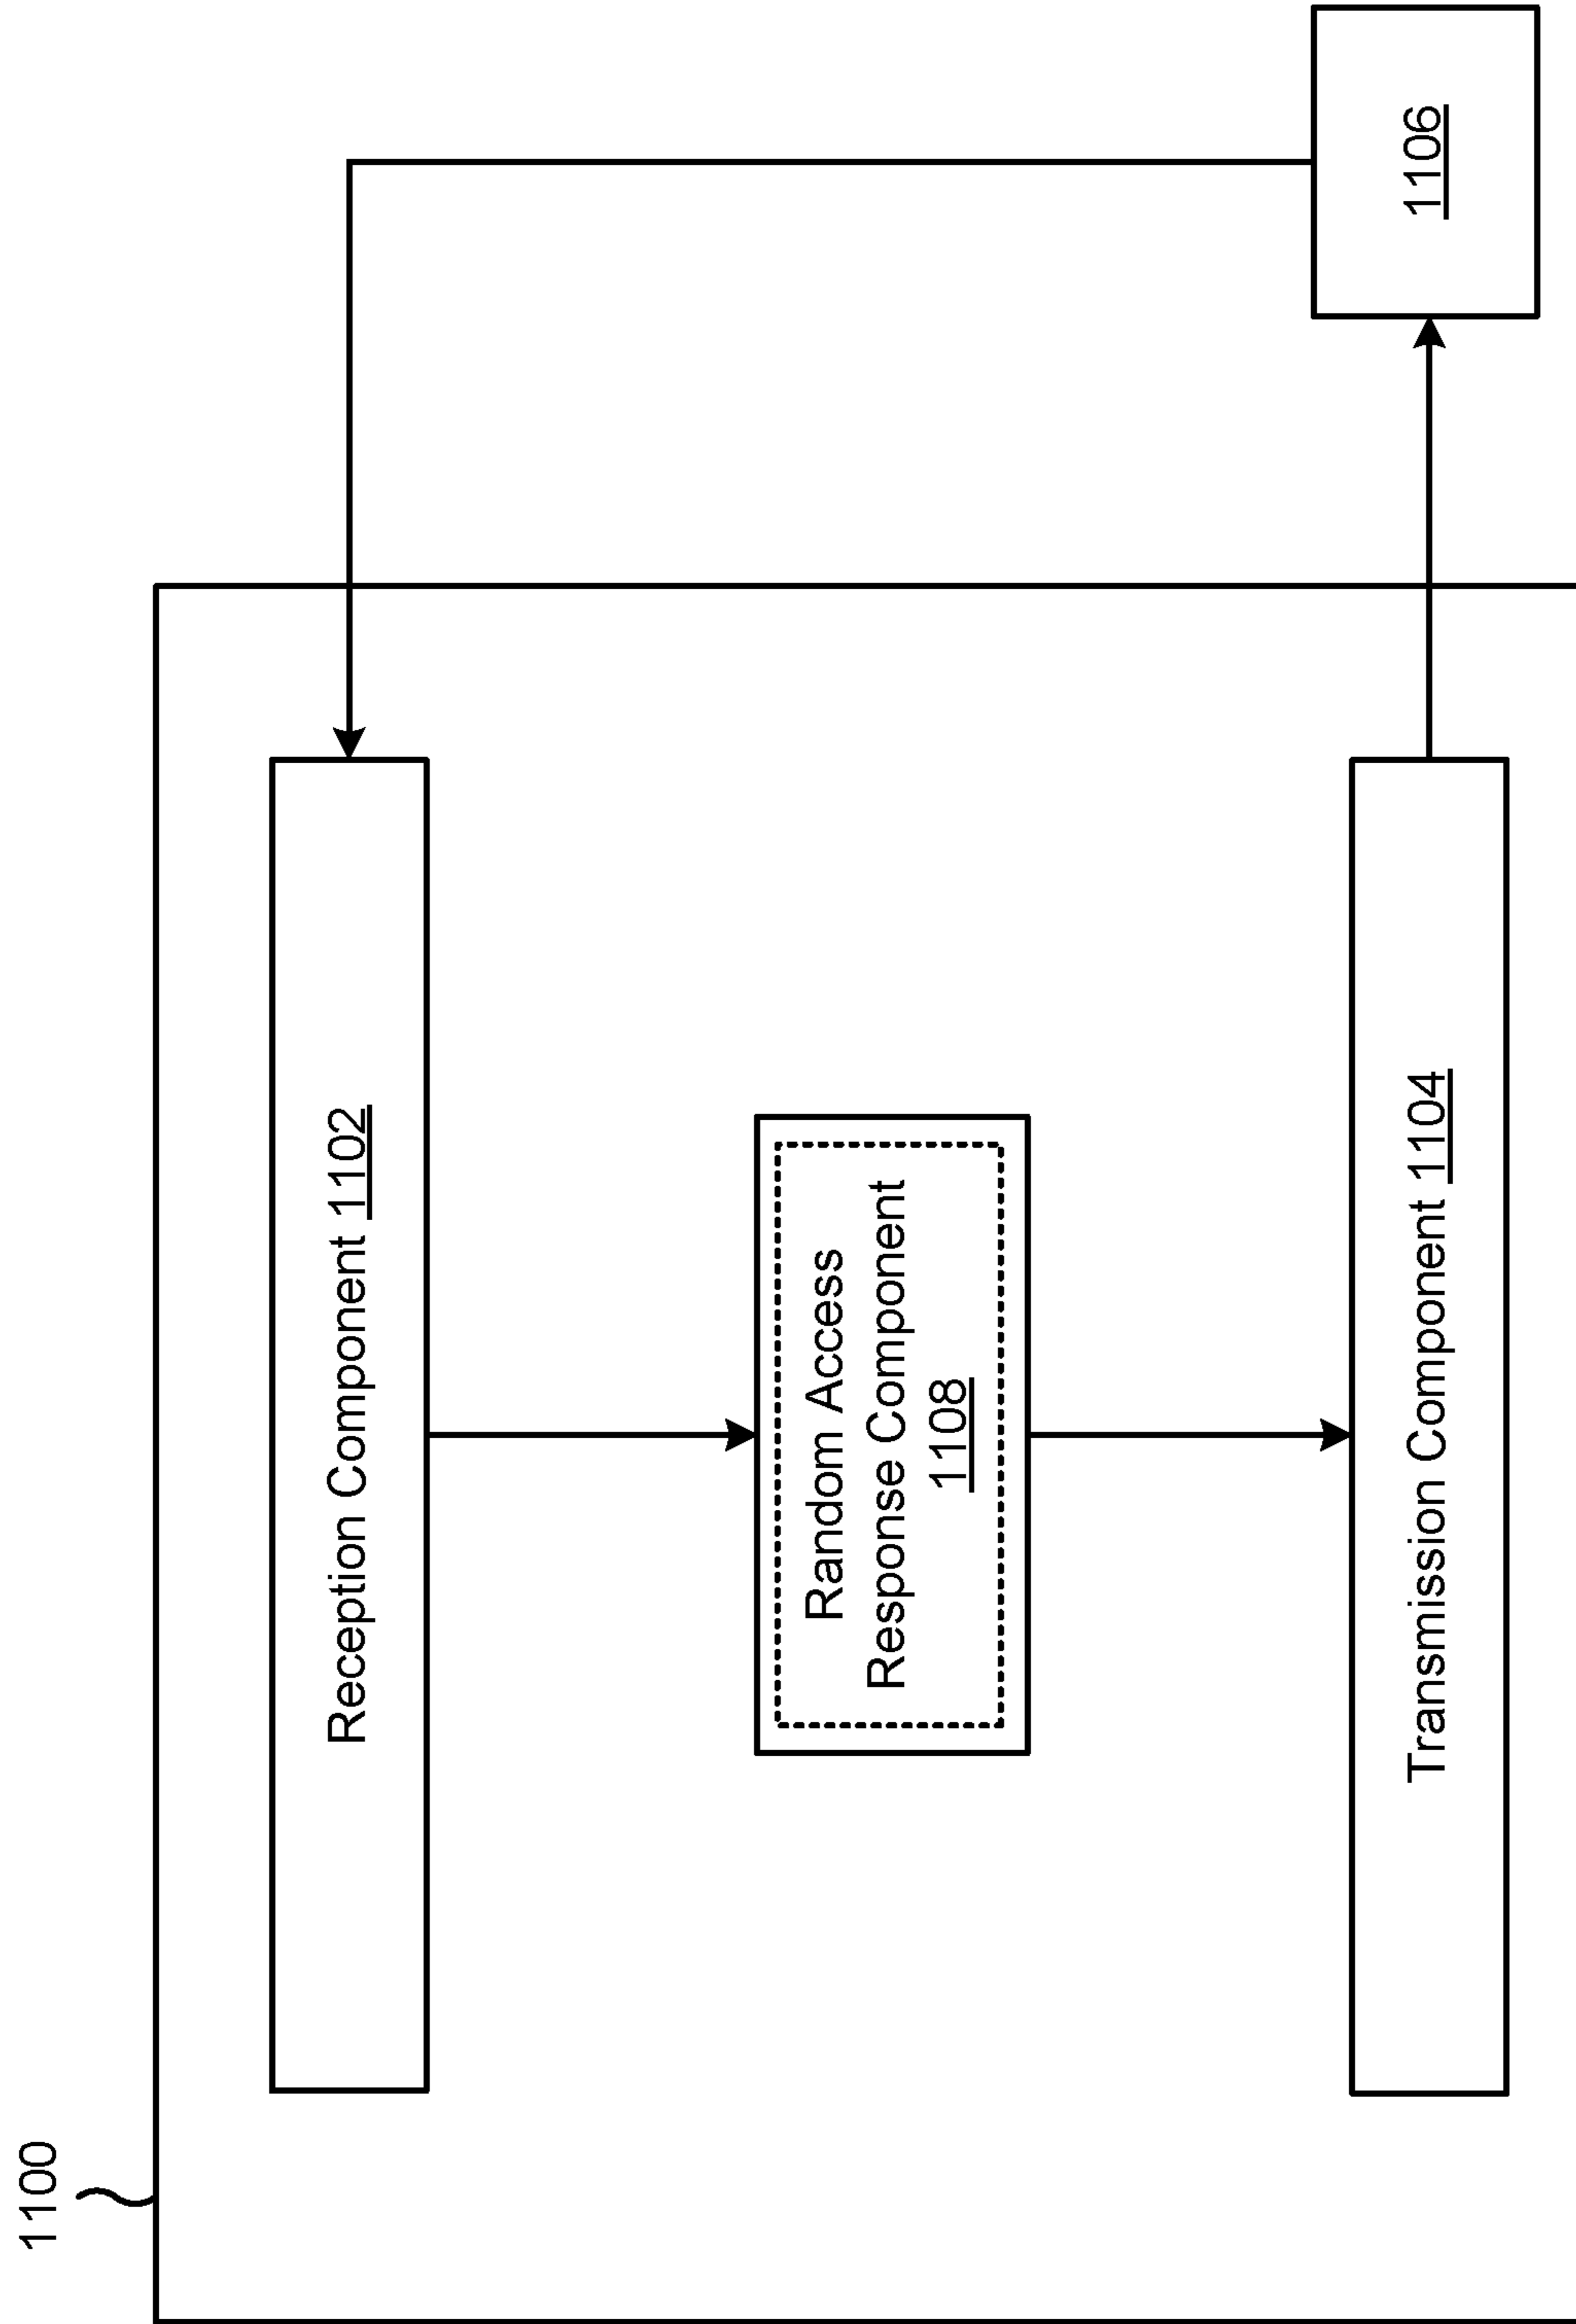 1100
Reception Component 1102
Random Access
Response Component
1108
Transmission Component 1104
1106